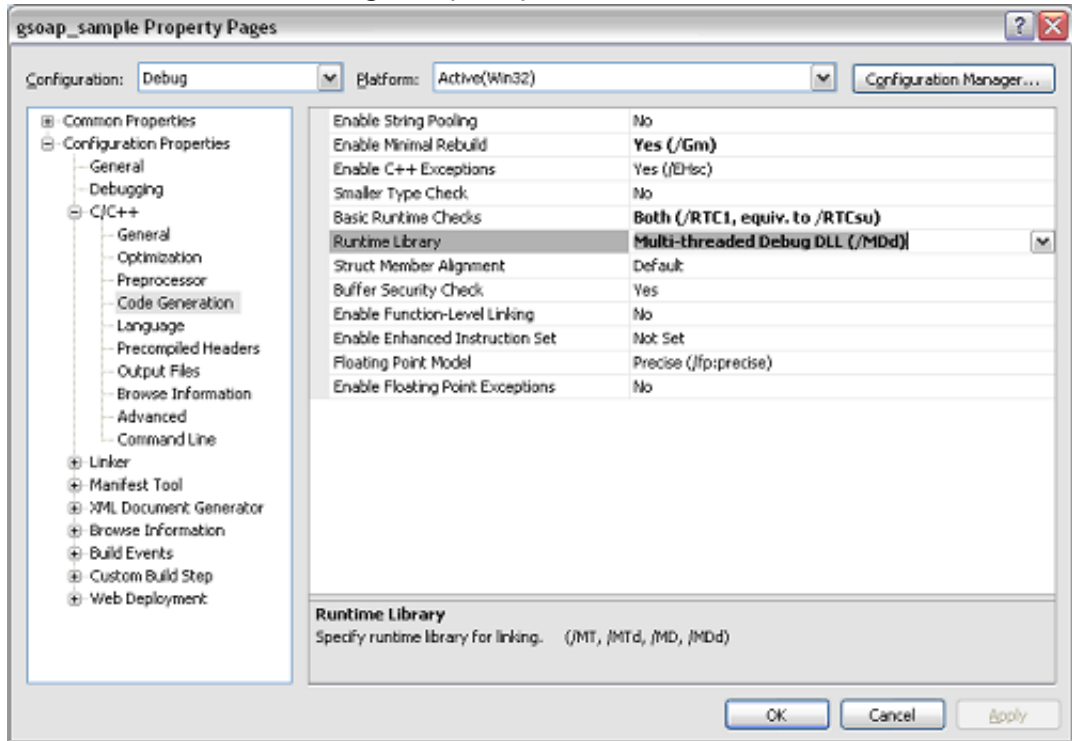 gsoap_sample Property Pages
Configuration: Debug Platform: Active(Win32) Configuration Manager...
Common Properties
Configuration Properties
General
Debugging
C/C++
General
Optimization
Preprocessor
Code Generation
Language
Precompiled Headers
Output Files
Browse Information
Advanced
Command Line
Linker
Manifest Tool
XML Document Generator
Browse Information
Build Events
Custom Build Step
Web Deployment
Enable String Pooling No
Enable Minimal Rebuild Yes (/Gm)
Enable C++ Exceptions Yes (/EHsc)
Smaller Type Check No
Basic Runtime Checks Both (/RTC1, equiv. to /RTCsu)
Runtime Library Multi-threaded Debug DLL (/MDd)
Struct Member Alignment Default
Buffer Security Check Yes
Enable Function-Level Linking No
Enable Enhanced Instruction Set Not Set
Floating Point Model Precise (/fp:precise)
Enable Floating Point Exceptions No
Runtime Library
Specify runtime library for linking. (/MT, /MTd, /MD, /MDd)
OK Cancel Apply